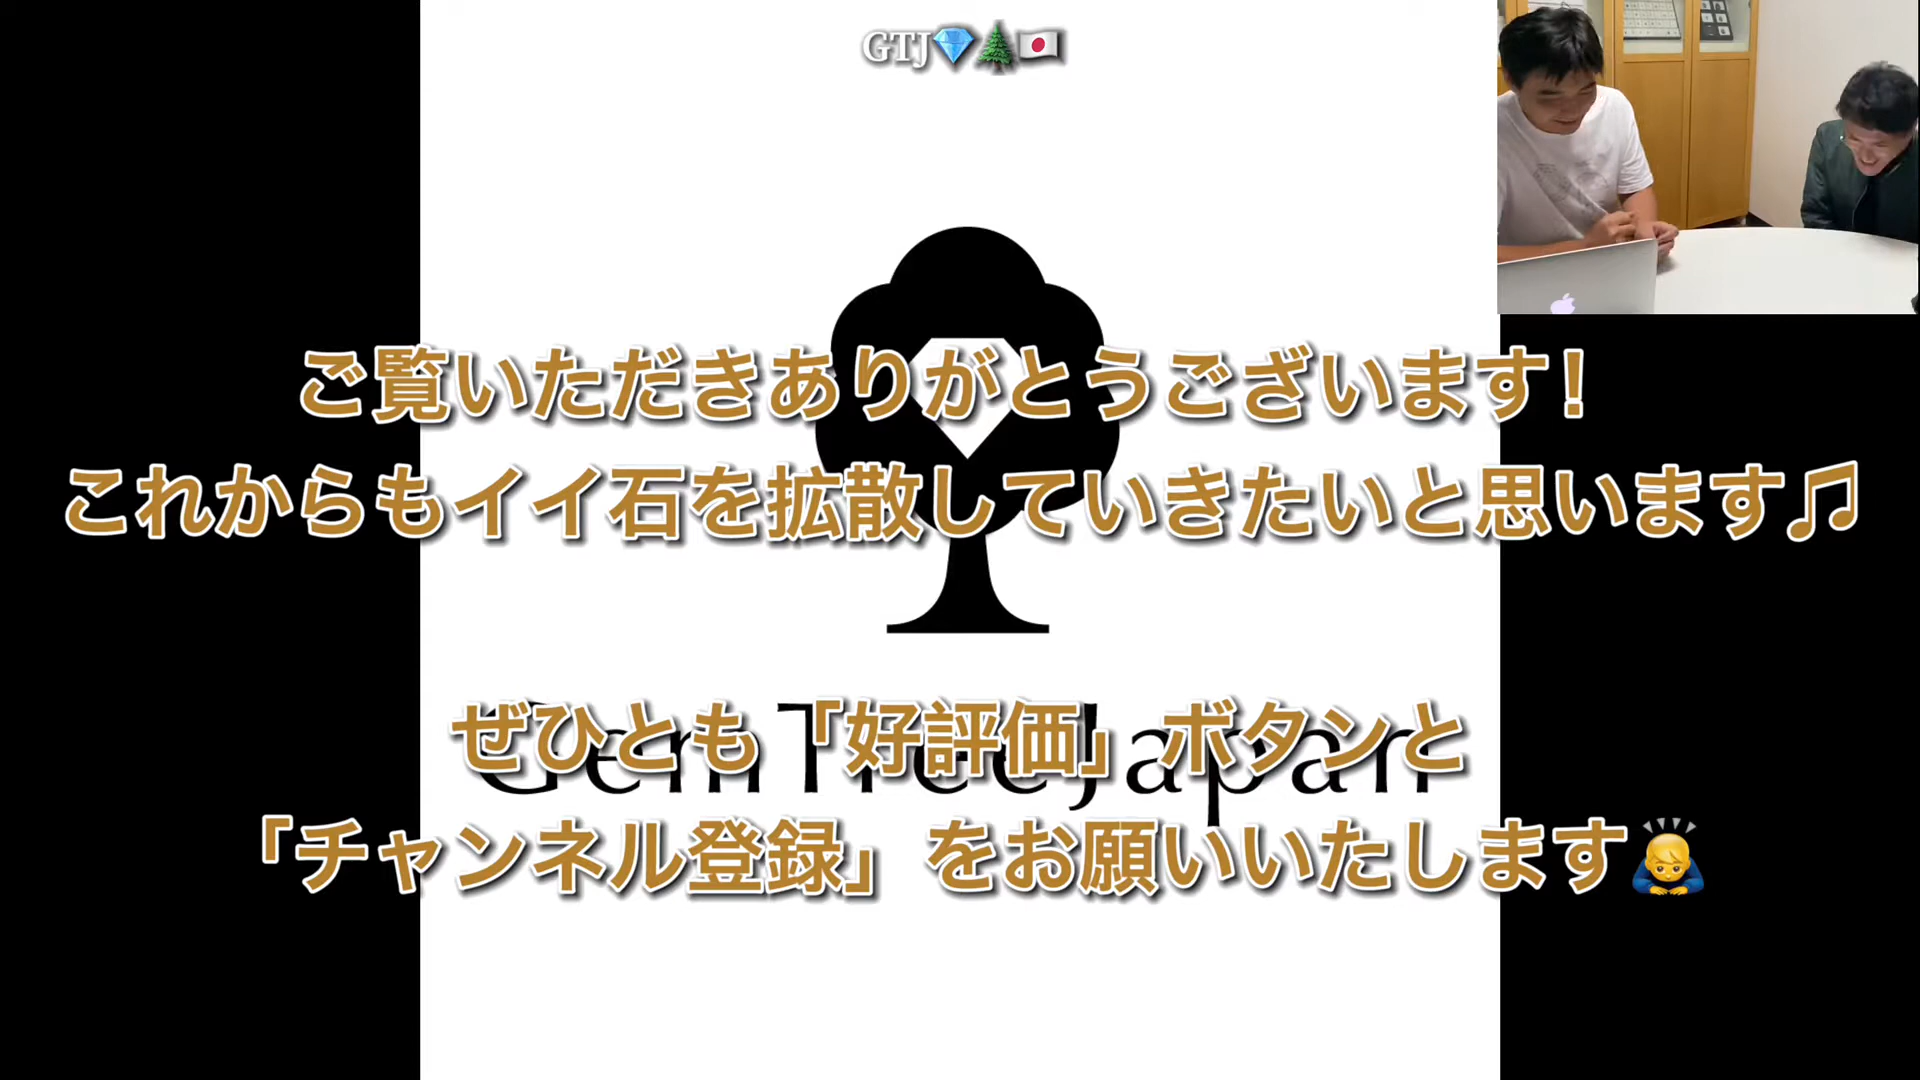 GTJ💎🌲🇯🇵
ご覧いただきありがとうございます！
これからもイイ石を拡散していきたいと思います♫
GemTreeJapan
ぜひとも「好評価」ボタンと
「チャンネル登録」をお願いいたします🙇‍♂️